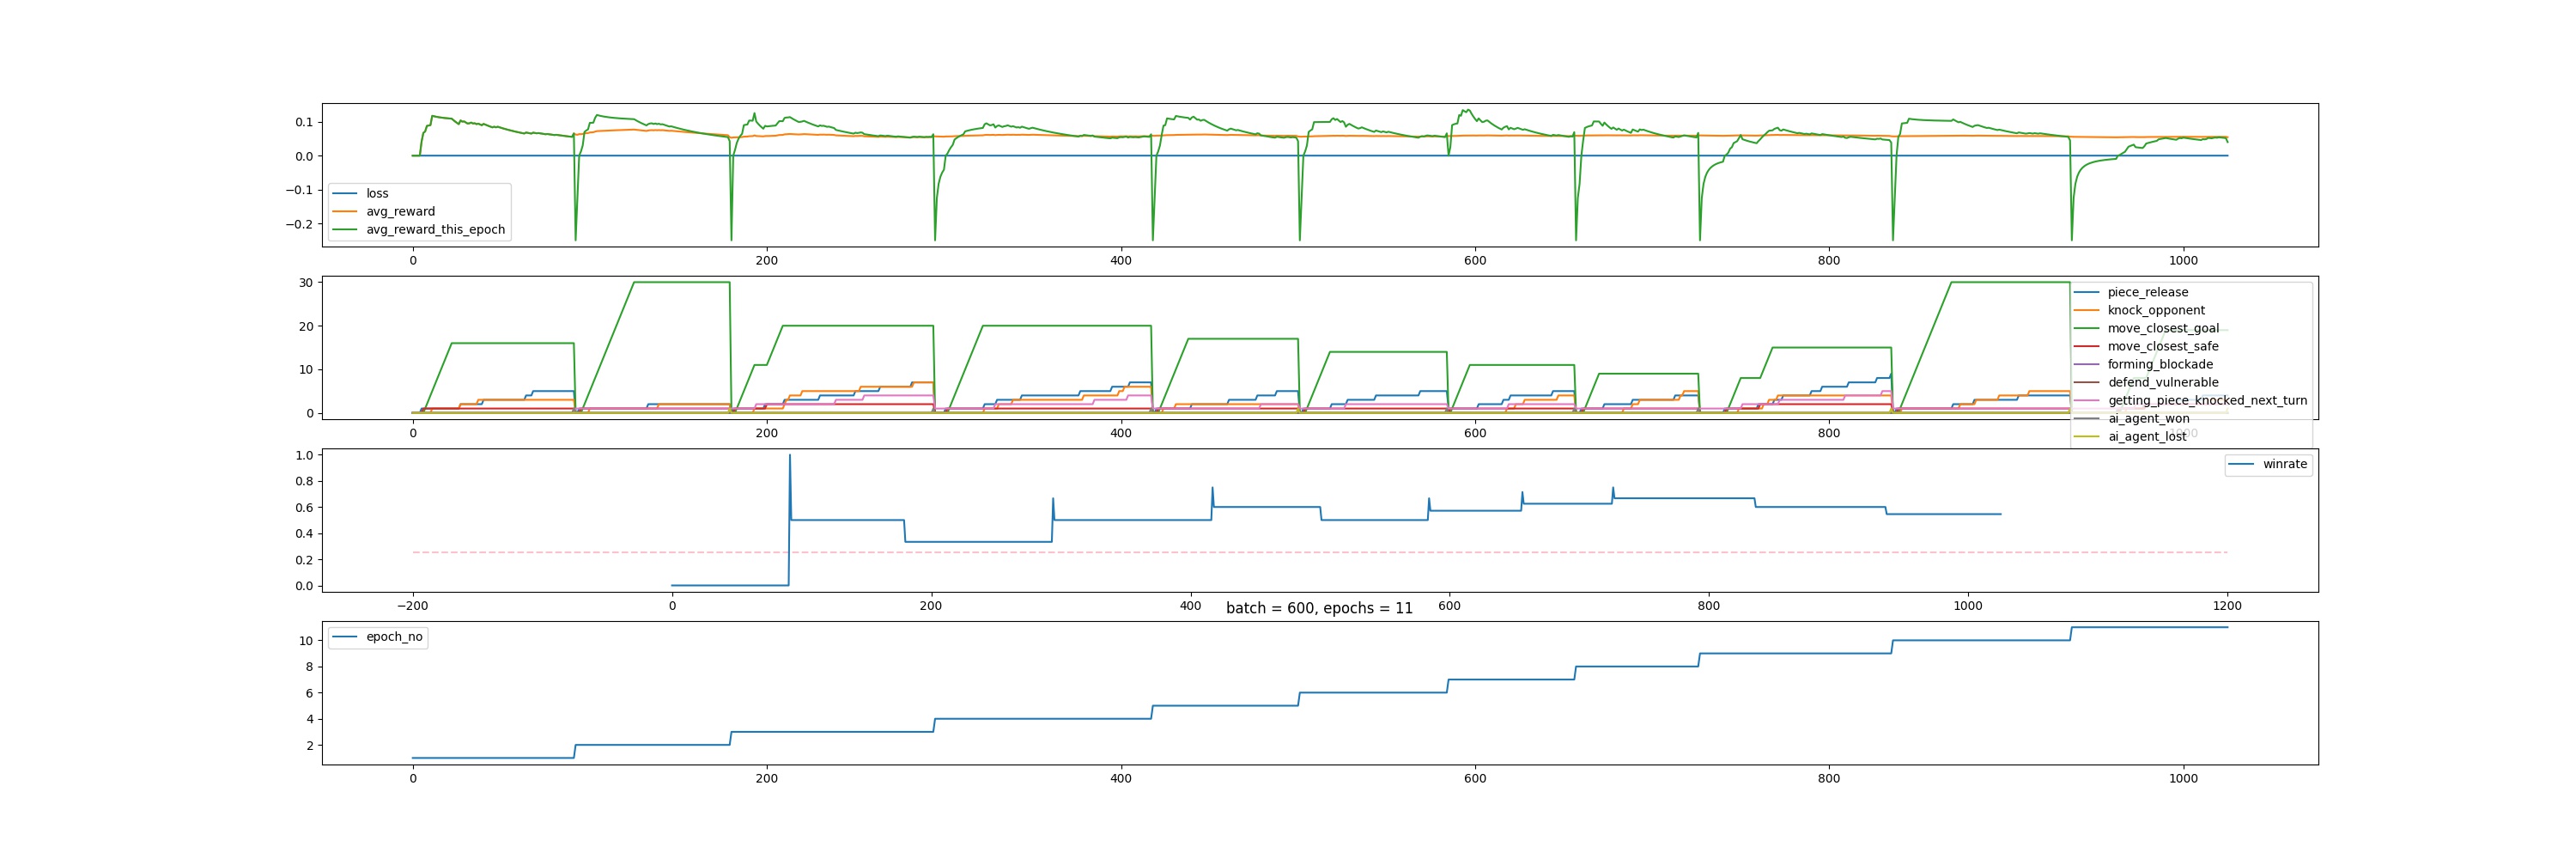 0.1
0.0
−0.1
−0.2
loss
avg_reward
avg_reward_this_epoch
0 200 400 600 800 1000
30
20
10
0
piece_release
knock_opponent
move_closest_goal
move_closest_safe
forming_blockade
defend_vulnerable
getting_piece_knocked_next_turn
ai_agent_won
ai_agent_lost
0 200 400 600 800 1000
1.0
0.8
0.6
0.4
0.2
0.0
winrate
−200 0 200 400 600 800 1000 1200
batch = 600, epochs = 11
10
8
6
4
2
epoch_no
0 200 400 600 800 1000